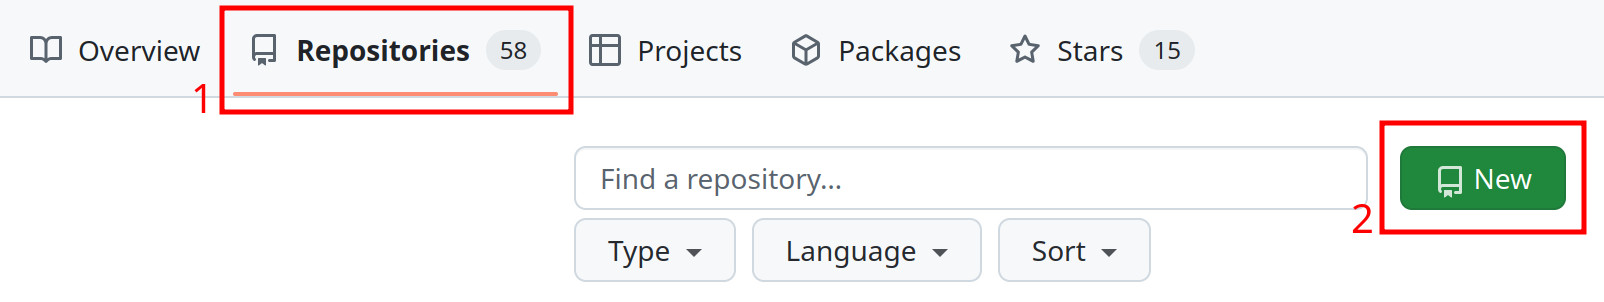 Overview Repositories 58 Projects Packages Stars 15
1
Find a repository... New
2
Type Language Sort